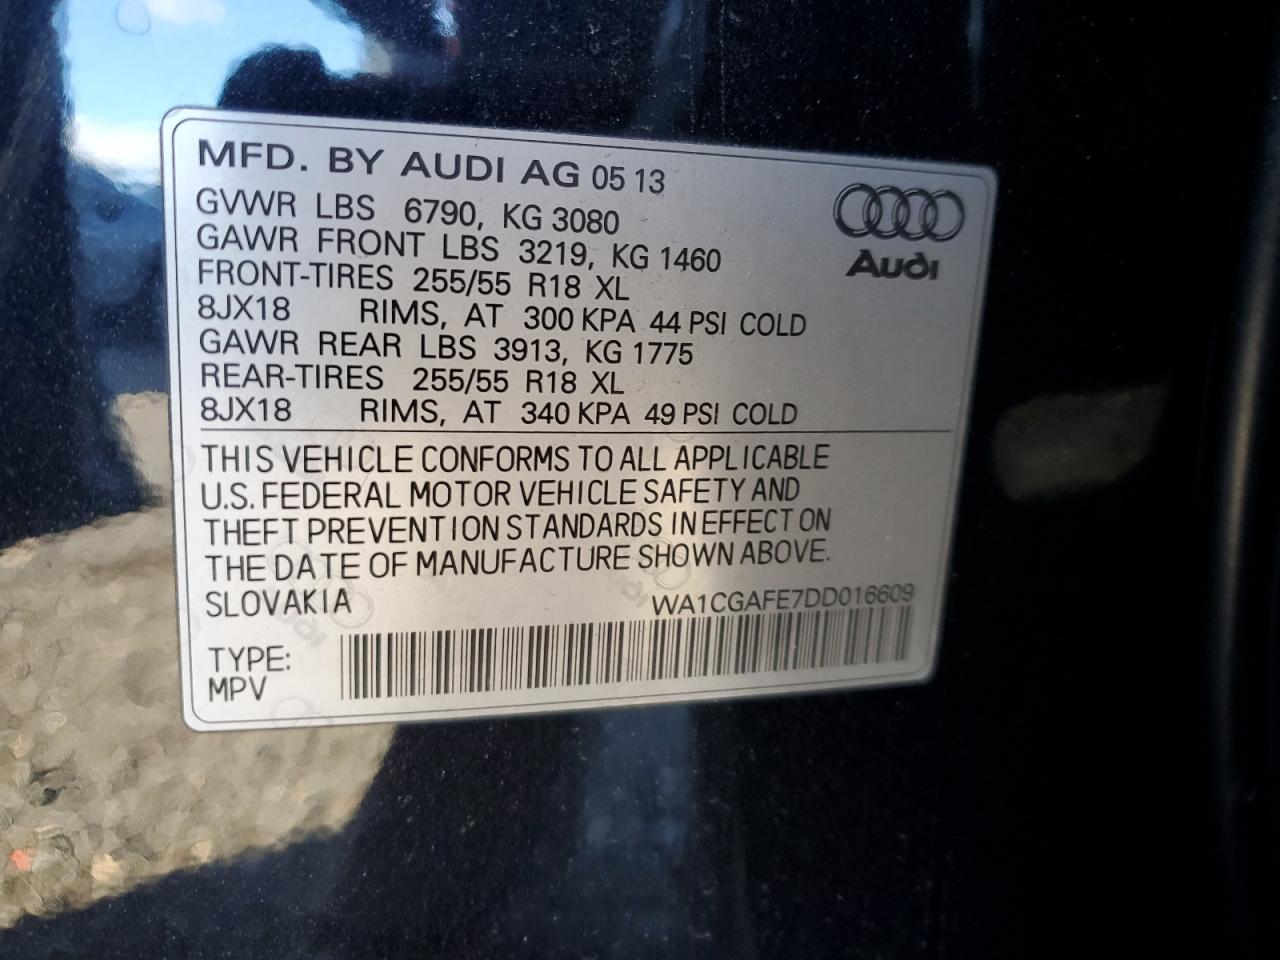 MFD. BY AUDI AG 05 13
GVWR LBS 6790, KG 3080
GAWR FRONT LBS 3219, KG 1460
FRONT-TIRES 255/55 R18 XL
8JX18 RIMS, AT 300 KPA 44 PSI COLD
GAWR REAR LBS 3913, KG 1775
REAR-TIRES 255/55 R18 XL
8JX18 RIMS, AT 340 KPA 49 PSI COLD
Audi
THIS VEHICLE CONFORMS TO ALL APPLICABLE
U.S. FEDERAL MOTOR VEHICLE SAFETY AND
THEFT PREVENTION STANDARDS IN EFFECT ON
THE DATE OF MANUFACTURE SHOWN ABOVE.
SLOVAKIA WA1CGAFE7DD016609
TYPE:
MPV